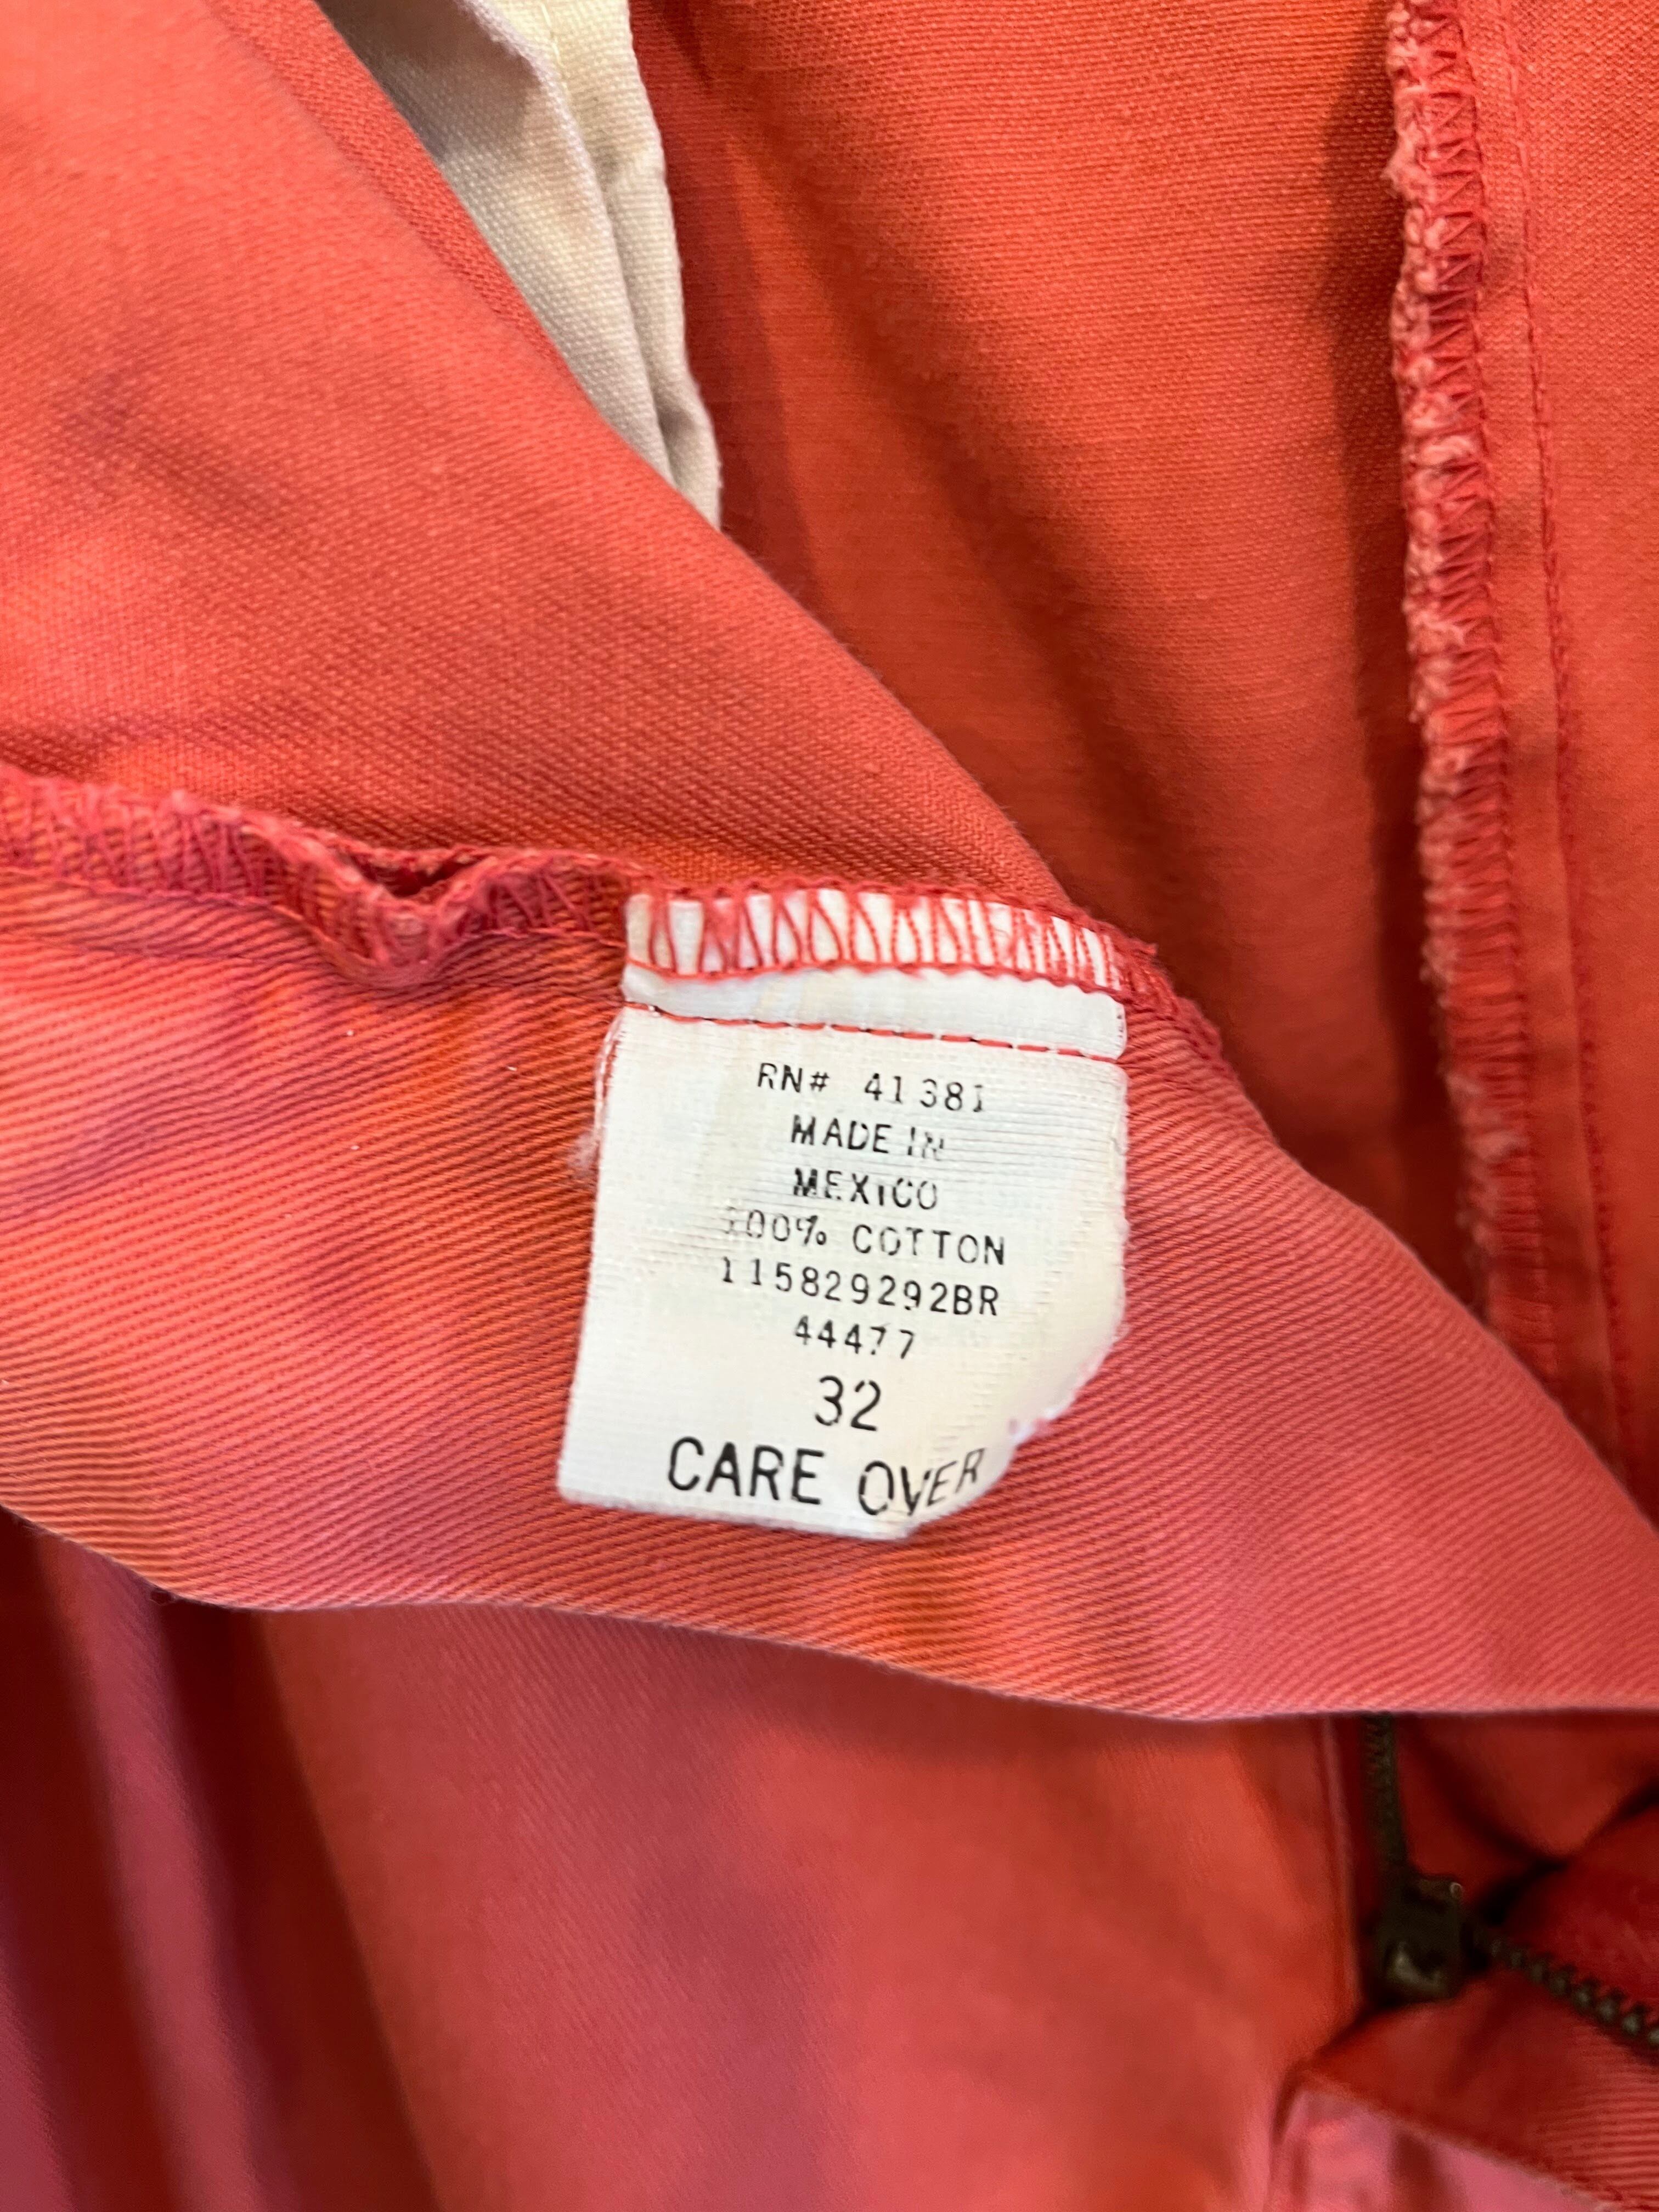 RN# 41381
MADE IN
MEXICO
100% COTTON
115829292BR
44477
32
CARE OVER